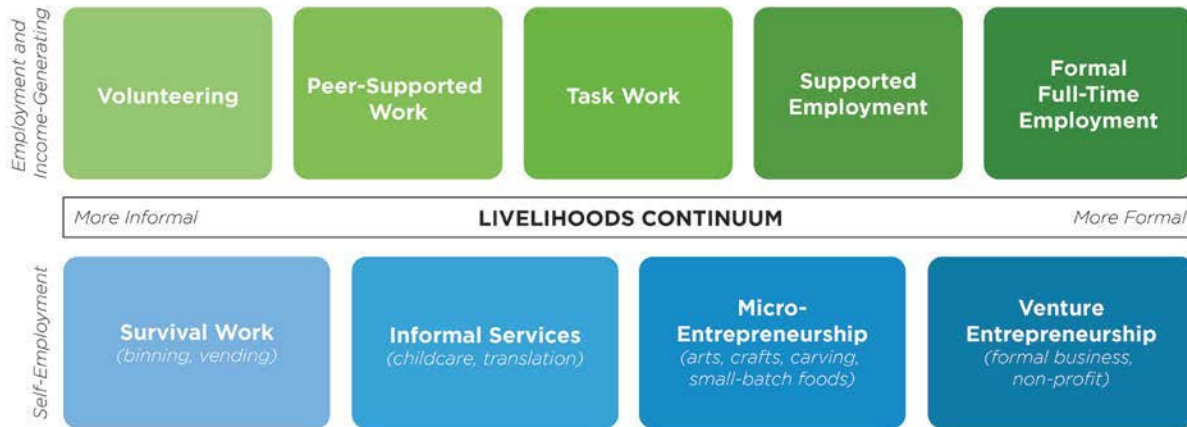 Employment and
Income-Generating
Volunteering
Peer-Supported
Work
Task Work
Supported
Employment
Formal
Full-Time
Employment
More Informal
LIVELIHOODS CONTINUUM
More Formal
Self-Employment
Survival Work
(binning, vending)
Informal Services
(childcare, translation)
Micro-
Entrepreneurship
(arts, crafts, carving,
small-batch foods)
Venture
Entrepreneurship
(formal business,
non-profit)